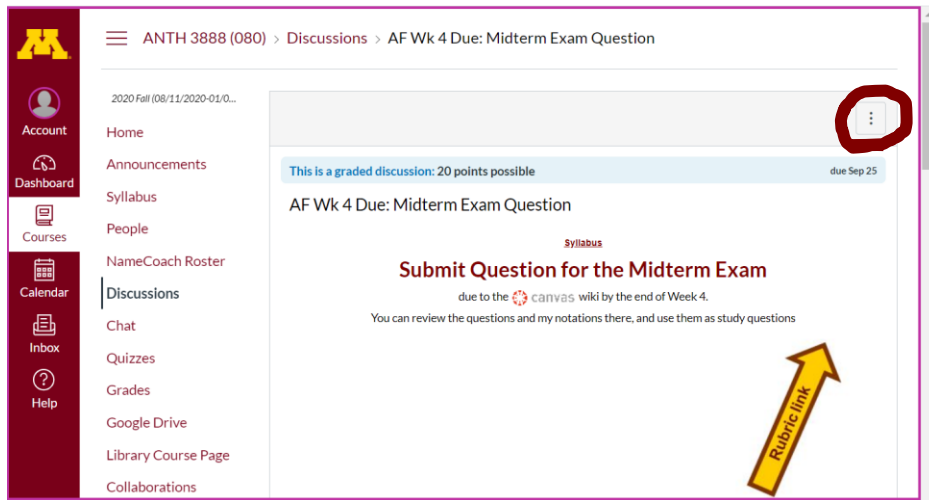 ANTH 3888 (080) > Discussions > AF Wk 4 Due: Midterm Exam Question
Account
Dashboard
Courses
Calendar
Inbox
Help
2020 Fall (08/11/2020-01/0...
Home
Announcements
Syllabus
People
NameCoach Roster
Discussions
Chat
Quizzes
Grades
Google Drive
Library Course Page
Collaborations
This is a graded discussion: 20 points possible
due Sep 25
AF Wk 4 Due: Midterm Exam Question
Syllabus
Submit Question for the Midterm Exam
due to the canvas wiki by the end of Week 4.
You can review the questions and my notations there, and use them as study questions
Rubric link